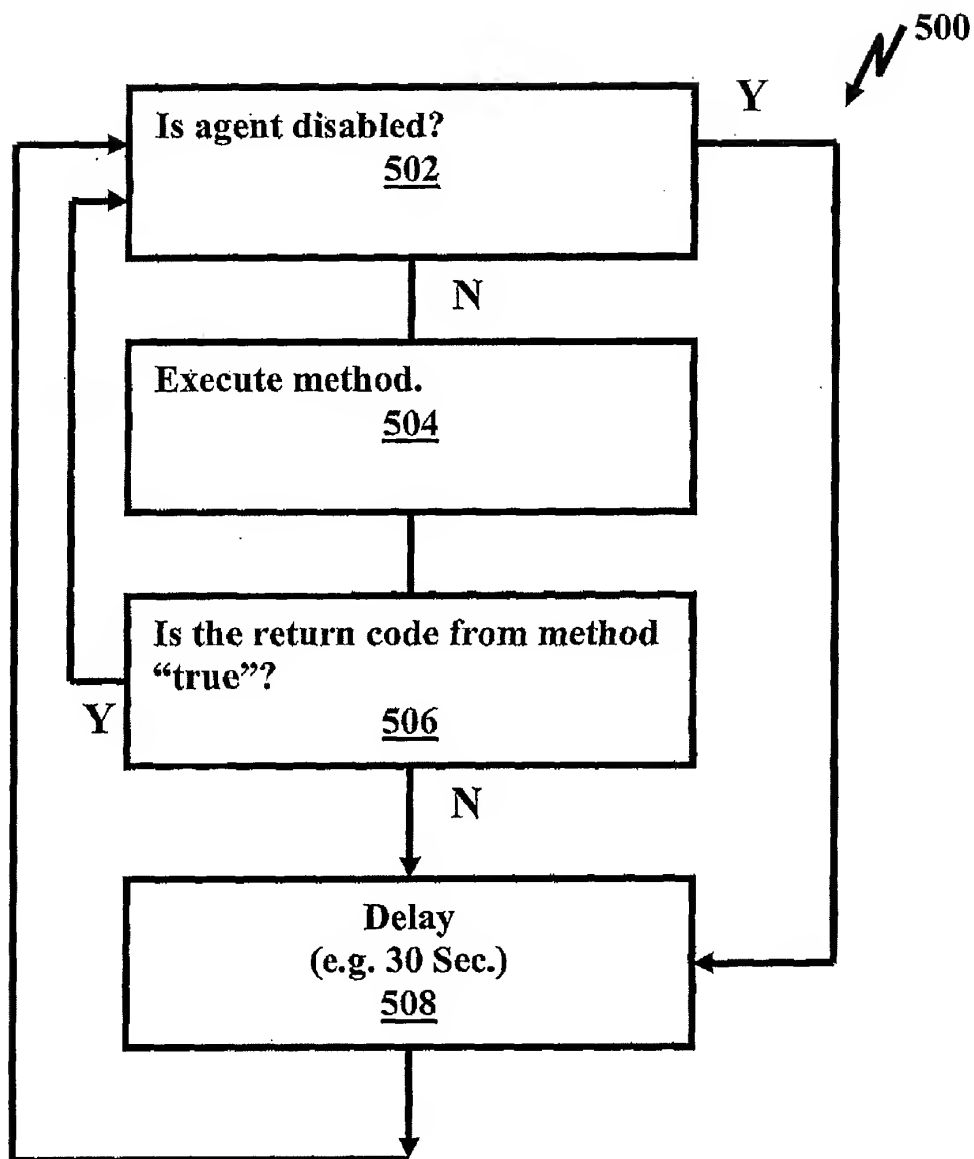 500
Y
Is agent disabled?
502
N
Execute method.
504
Is the return code from method
“true”?
506
Y
N
Delay
(e.g. 30 Sec.)
508